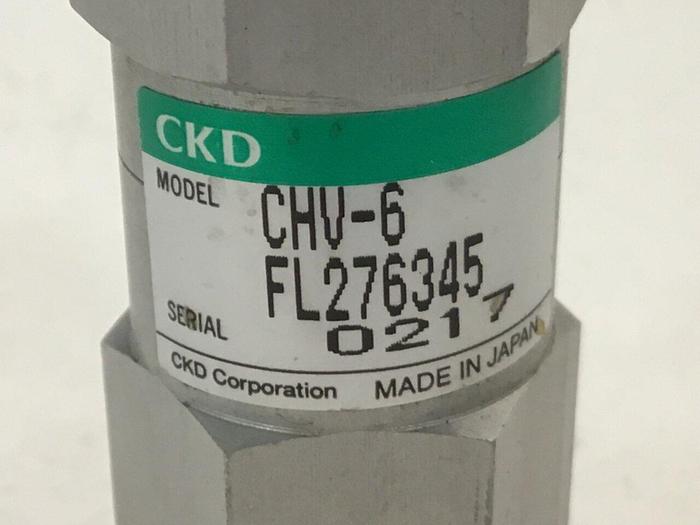 CKD
MODEL CHV-6
FL276345
SERIAL 0217
CKD Corporation MADE IN JAPAN